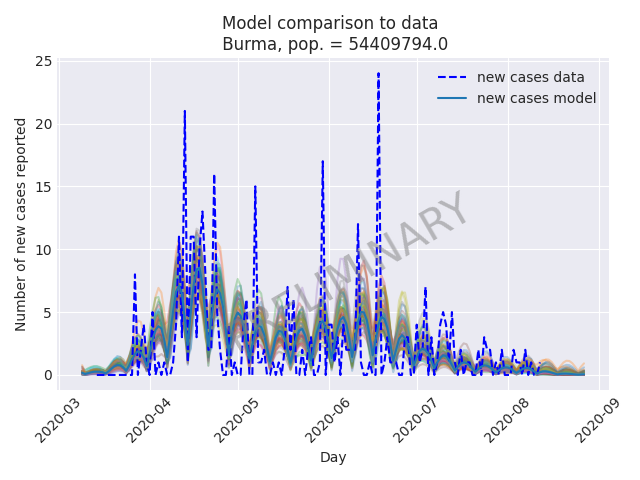 Model comparison to data
Burma, pop. = 54409794.0
25
20
15
10
5
0
Number of new cases reported
new cases data
new cases model
PRELIMINARY
2020-03
2020-04
2020-05
2020-06
2020-07
2020-08
2020-09
Day